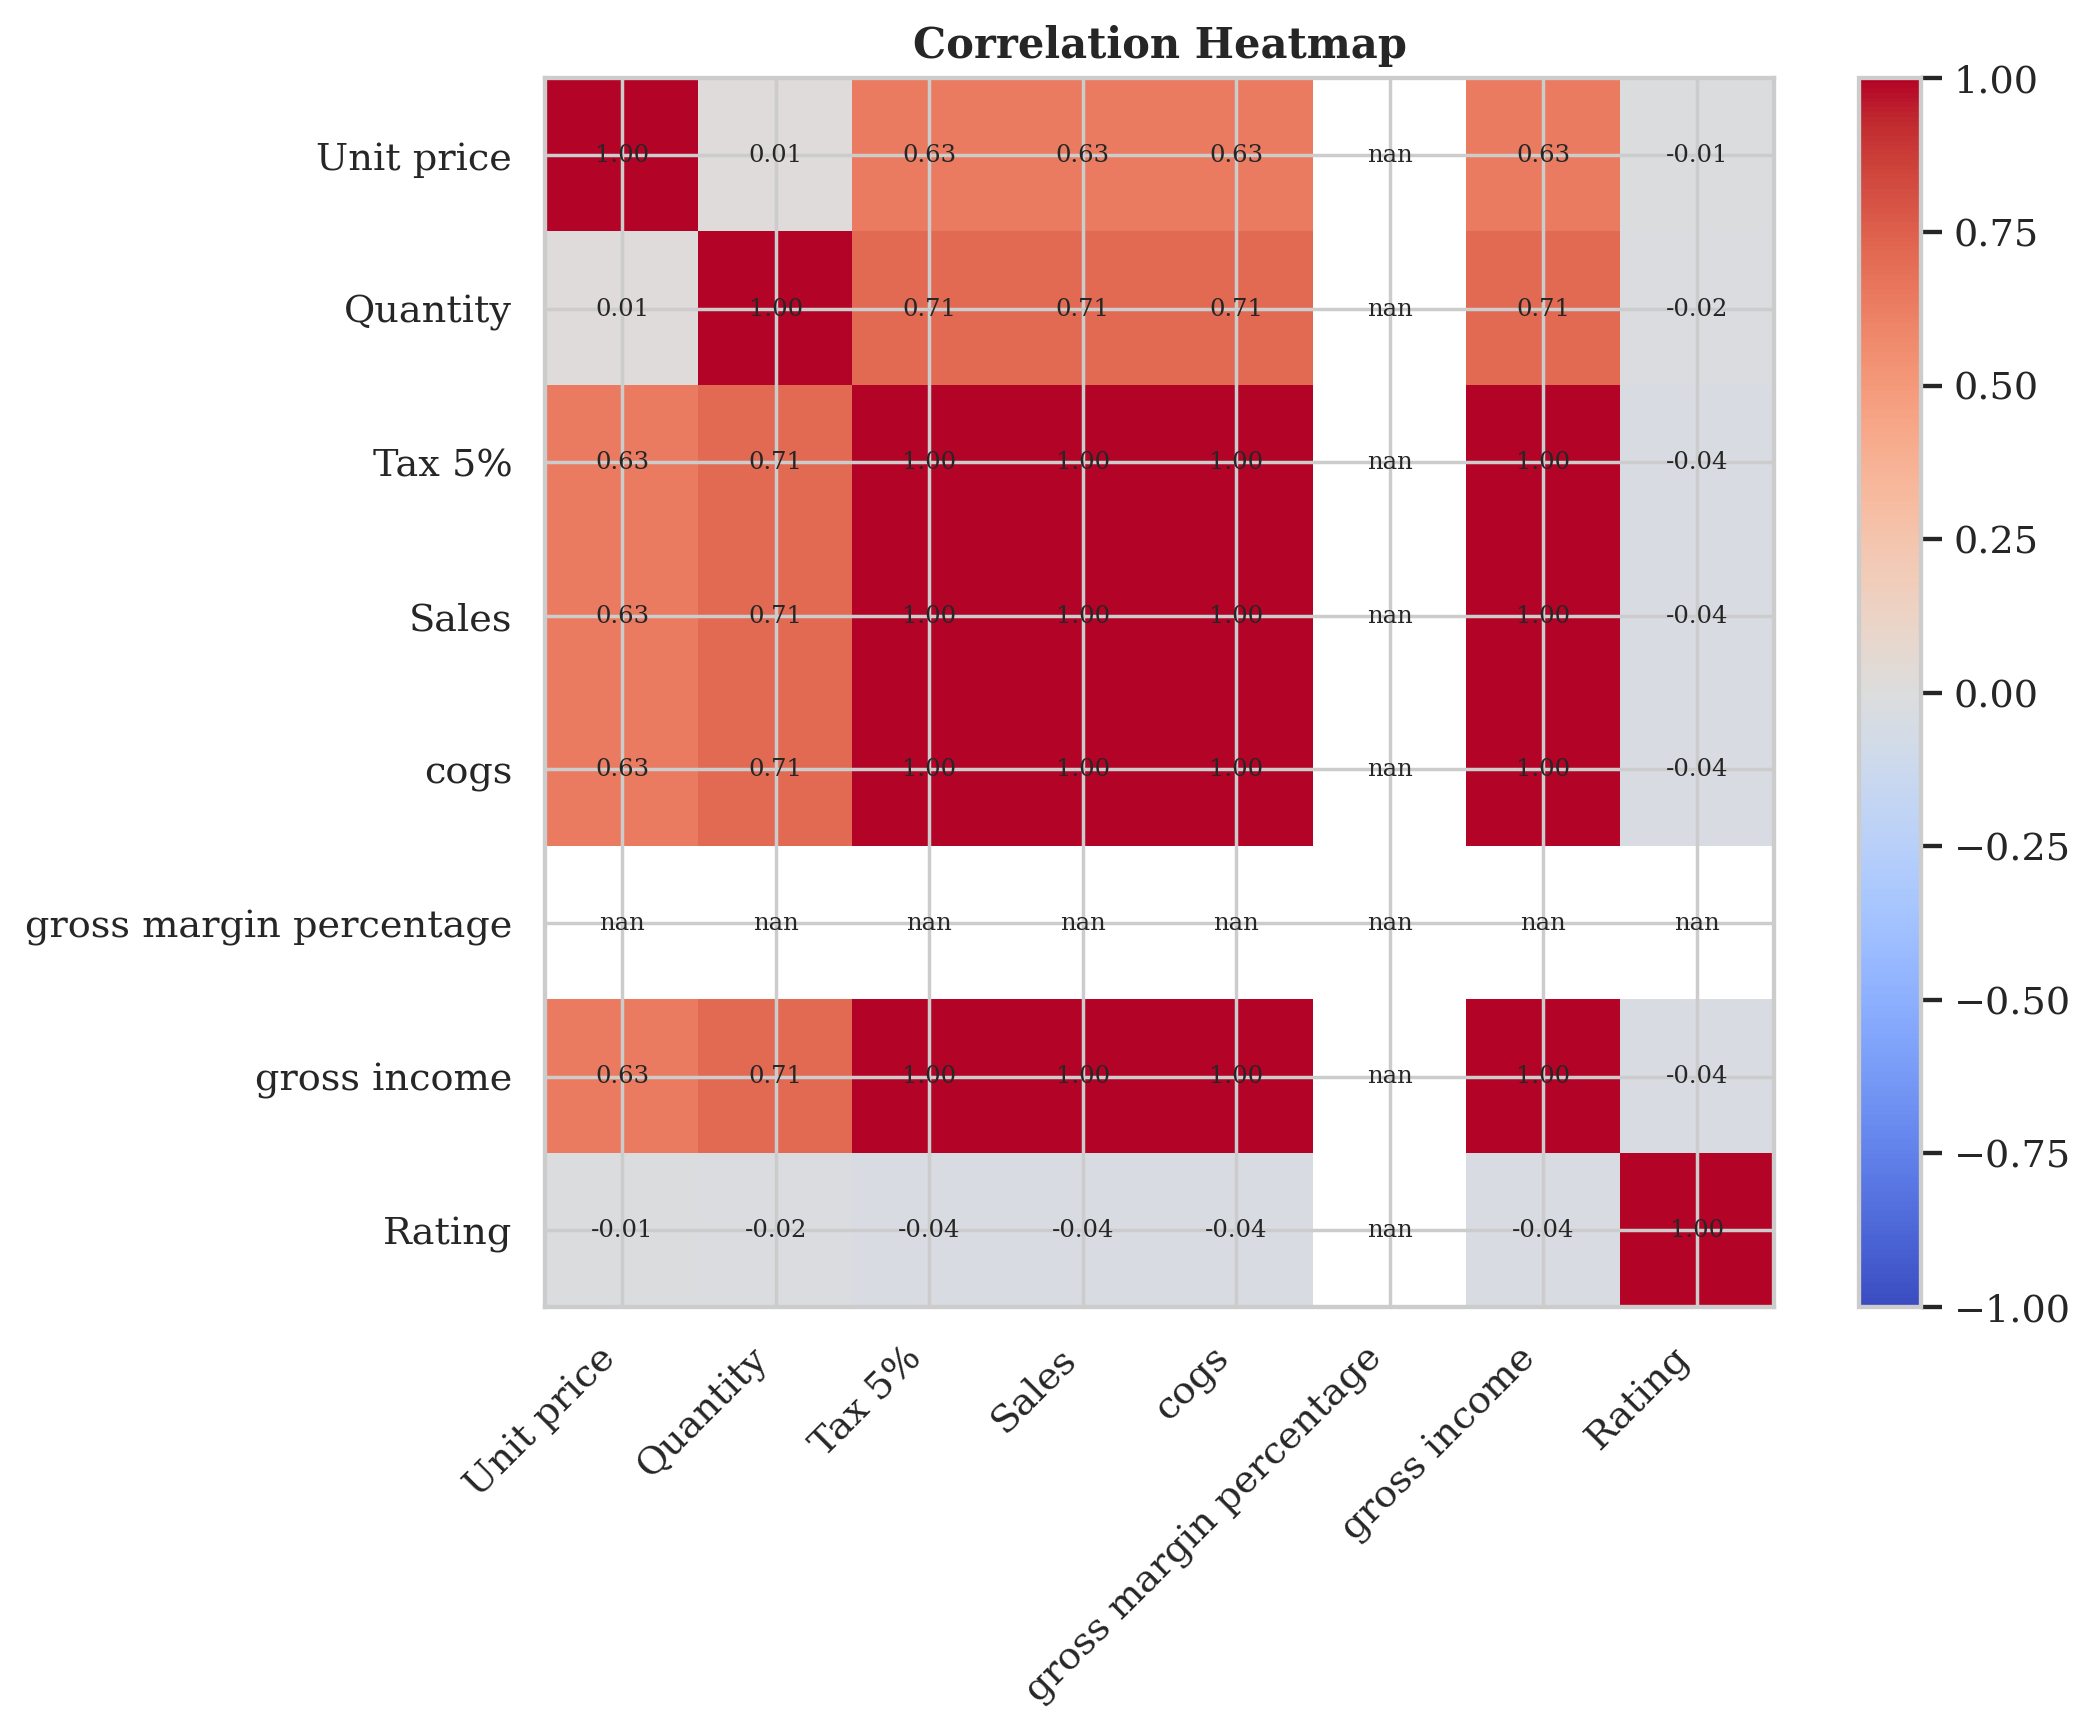 Correlation Heatmap
Unit price 1.00 0.01 0.63 0.63 0.63 nan 0.63 -0.01
Quantity 0.01 1.00 0.71 0.71 0.71 nan 0.71 -0.02
Tax 5% 0.63 0.71 1.00 1.00 1.00 nan 1.00 -0.04
Sales 0.63 0.71 1.00 1.00 1.00 nan 1.00 -0.04
cogs 0.63 0.71 1.00 1.00 1.00 nan 1.00 -0.04
gross margin percentage nan nan nan nan nan nan nan nan
gross income 0.63 0.71 1.00 1.00 1.00 nan 1.00 -0.04
Rating -0.01 -0.02 -0.04 -0.04 -0.04 nan -0.04 1.00
Unit price
Quantity
Tax 5%
Sales
cogs
gross margin percentage
gross income
Rating
1.00
0.75
0.50
0.25
0.00
−0.25
−0.50
−0.75
−1.00